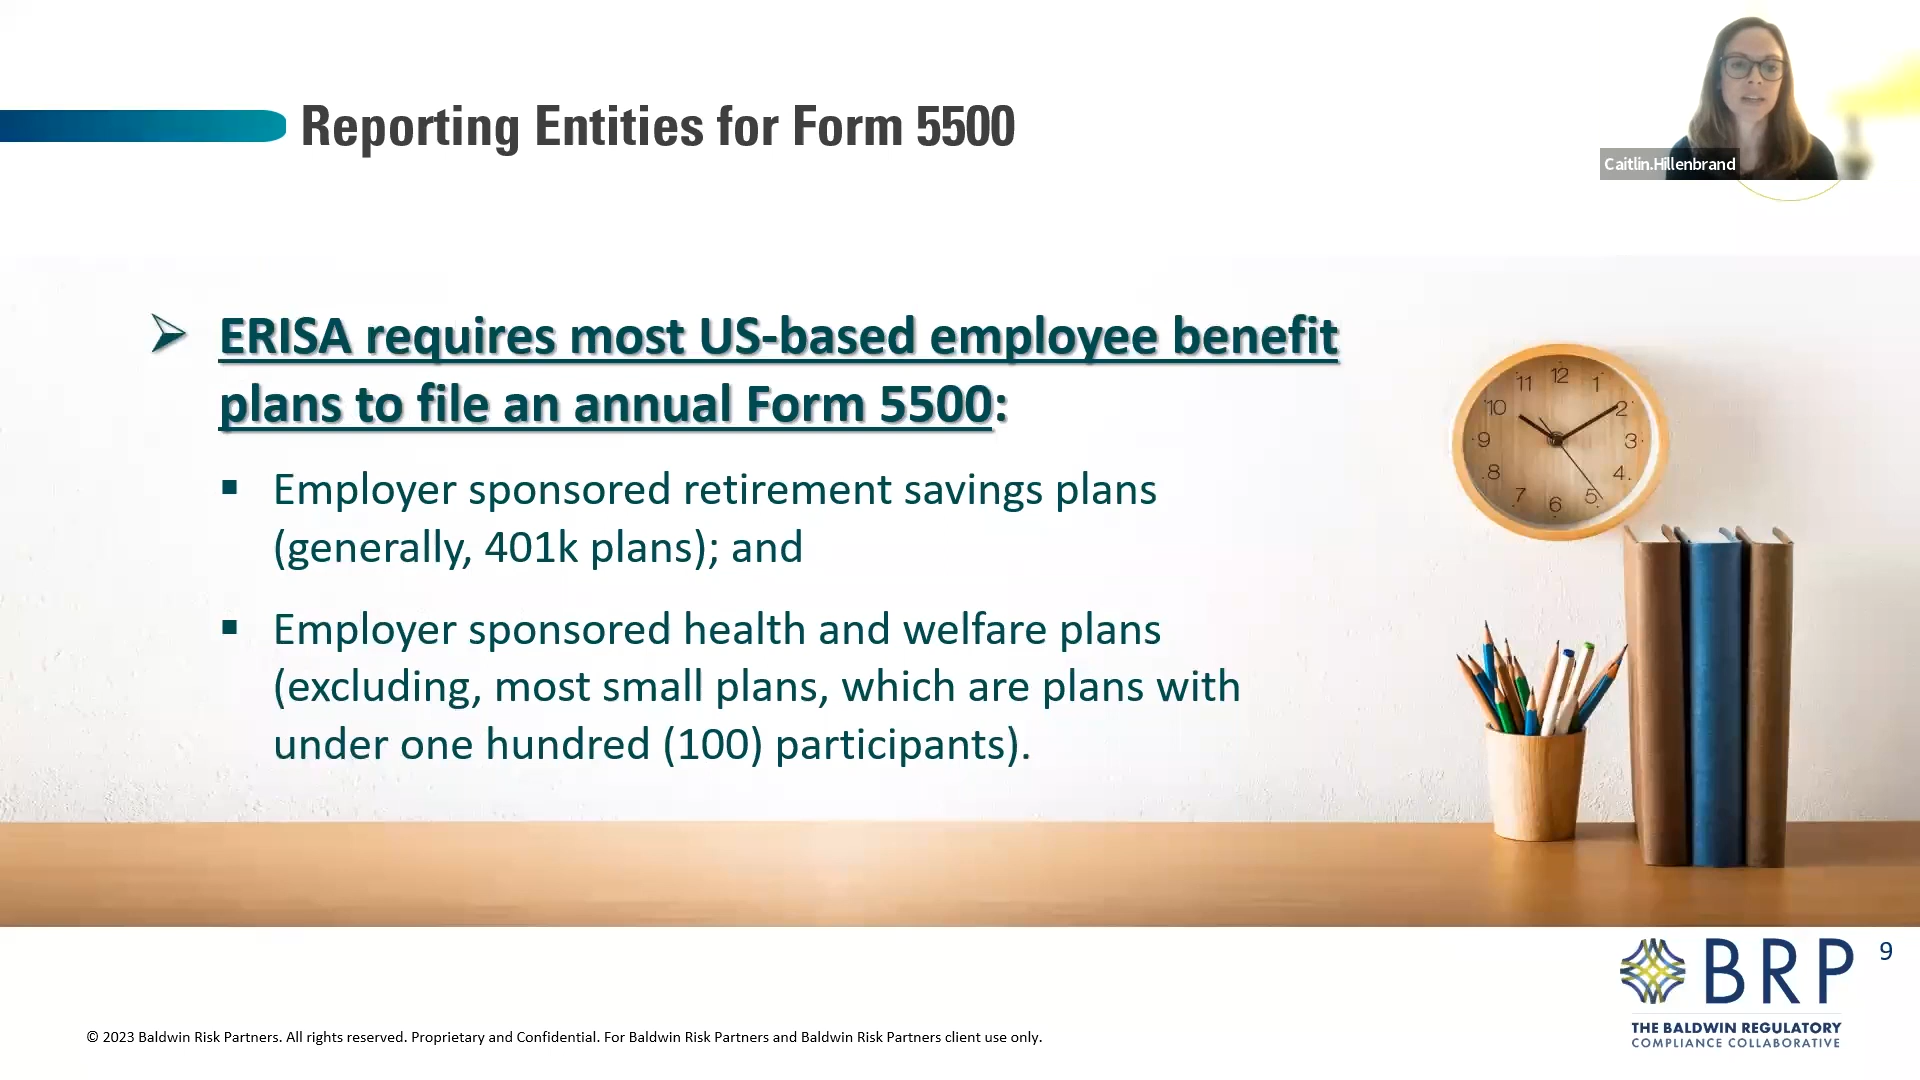 Reporting Entities for Form 5500
Caitlin.Hillenbrand
ERISA requires most US-based employee benefit
plans to file an annual Form 5500:
Employer sponsored retirement savings plans
(generally, 401k plans); and
Employer sponsored health and welfare plans
(excluding, most small plans, which are plans with
under one hundred (100) participants).
12
1
2
3
4
5
6
7
8
9
10
11
BRP
9
THE BALDWIN REGULATORY
COMPLIANCE COLLABORATIVE
© 2023 Baldwin Risk Partners. All rights reserved. Proprietary and Confidential. For Baldwin Risk Partners and Baldwin Risk Partners client use only.